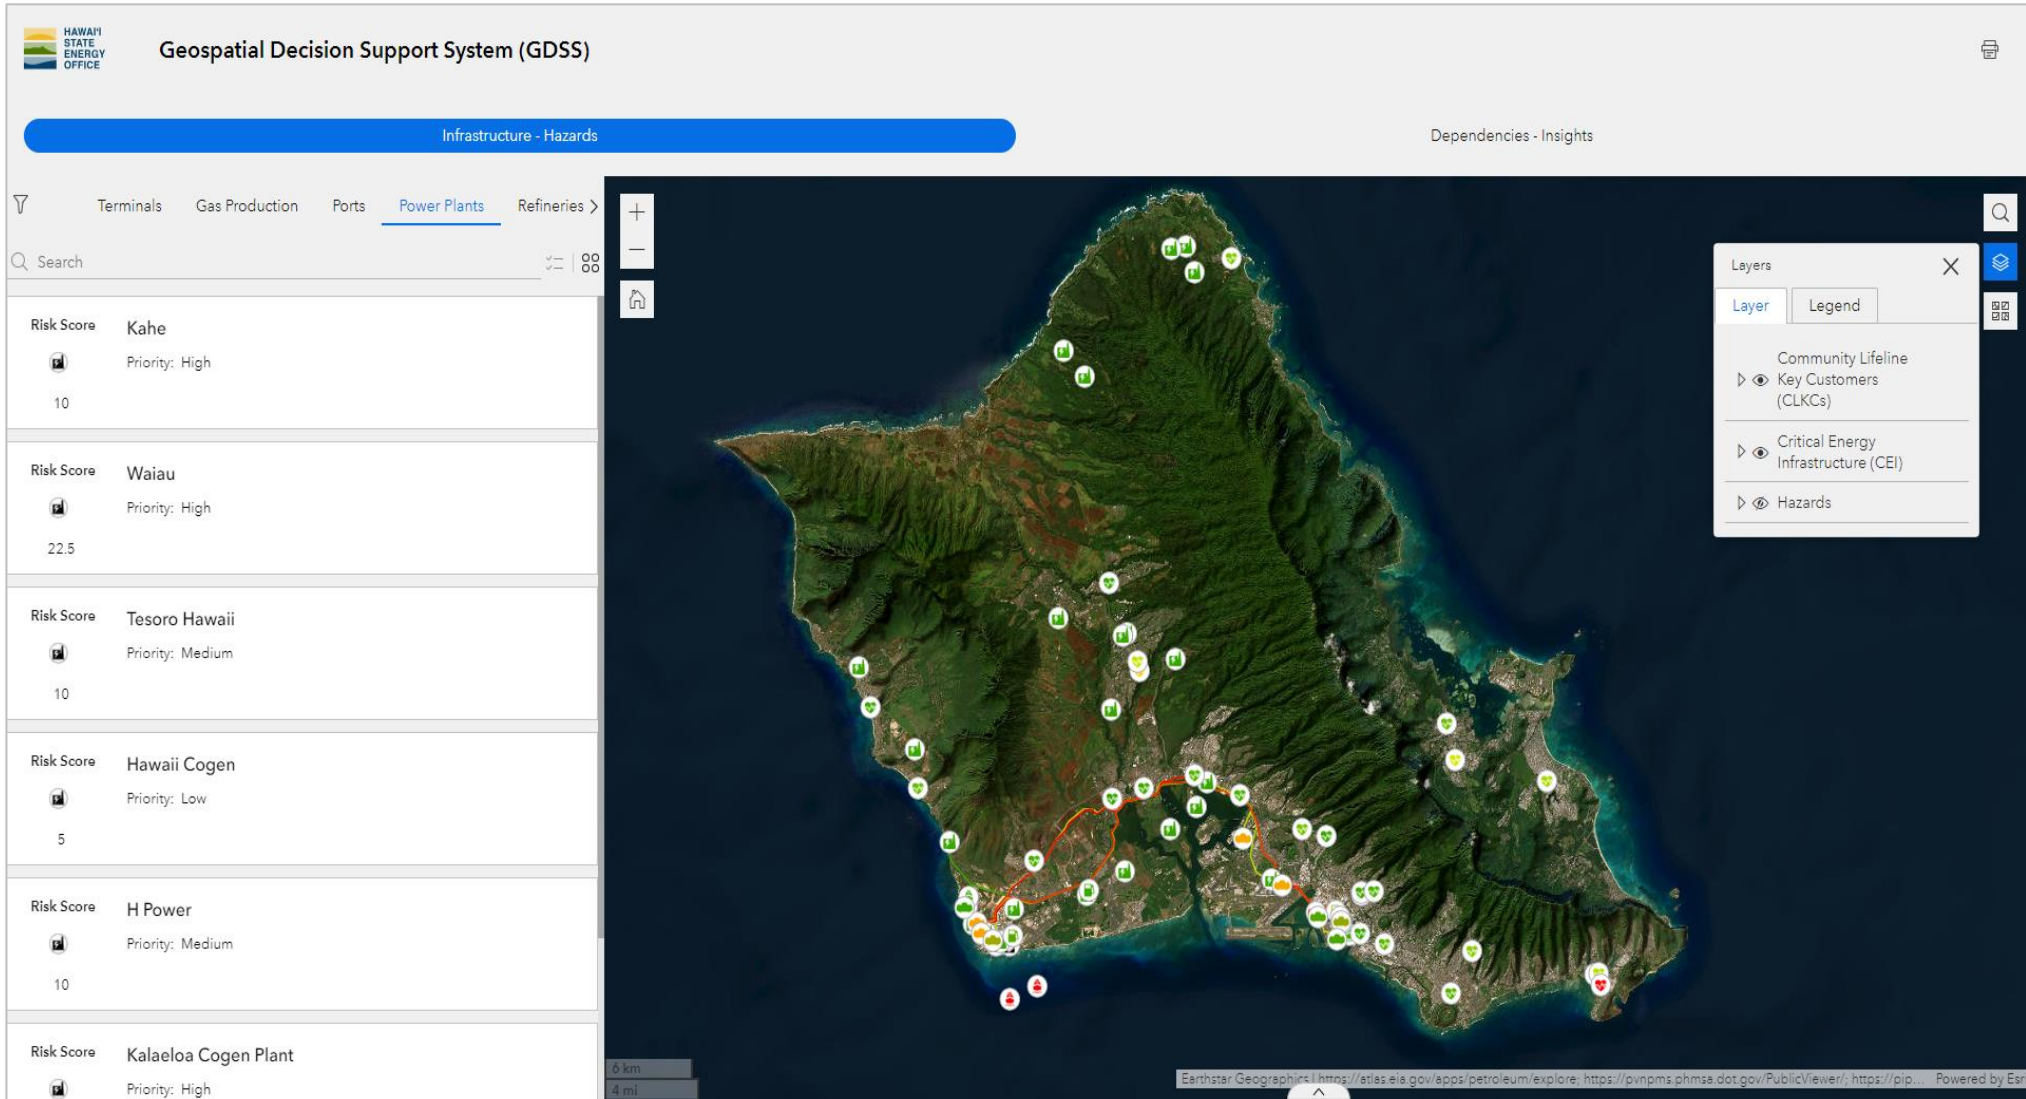 HAWAI'I
STATE
ENERGY
OFFICE
Geospatial Decision Support System (GDSS)
Infrastructure - Hazards
Dependencies - Insights
Terminals Gas Production Ports Power Plants Refineries
Search
Risk Score
Kahe
Priority: High
10
Risk Score
Waiau
Priority: High
22.5
Risk Score
Tesoro Hawaii
Priority: Medium
10
Risk Score
Hawaii Cogen
Priority: Low
5
Risk Score
H Power
Priority: Medium
10
Risk Score
Kalaeloa Cogen Plant
Priority: High
Layers
Layer Legend
Community Lifeline
Key Customers
(CLKCs)
Critical Energy
Infrastructure (CEI)
Hazards
6 km
4 mi
Earthstar Geographics | https://atlas.eia.gov/apps/petroleum/explore; https://pvnpms.phmsa.dot.gov/PublicViewer/; https://pip... Powered by Esr